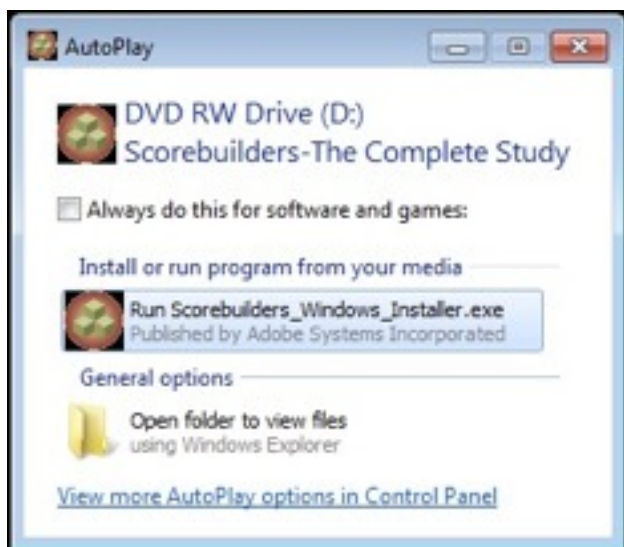 AutoPlay
DVD RW Drive (D:)
Scorebuilders-The Complete Study
Always do this for software and games:
Install or run program from your media
Run Scorebuilders_Windows_Installer.exe
Published by Adobe Systems Incorporated
General options
Open folder to view files
using Windows Explorer
View more AutoPlay options in Control Panel